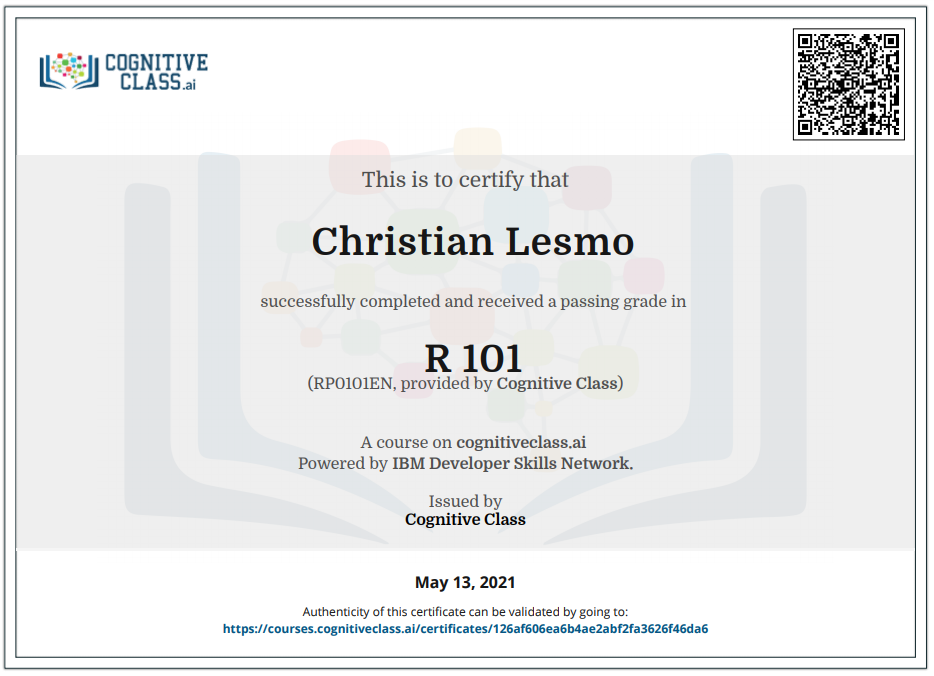 COGNITIVE
CLASS.ai
This is to certify that
Christian Lesmo
successfully completed and received a passing grade in
R 101
(RP0101EN, provided by Cognitive Class)
A course on cognitiveclass.ai
Powered by IBM Developer Skills Network.
Issued by
Cognitive Class
May 13, 2021
Authenticity of this certificate can be validated by going to:
https://courses.cognitiveclass.ai/certificates/126af606ea6b4ae2abf2fa3626f46da6